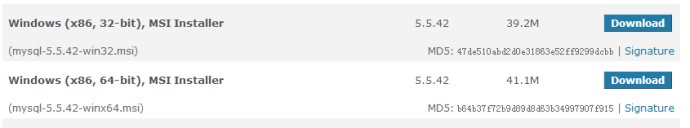 Windows (x86, 32-bit), MSI Installer 5.5.42 39.2M Download
(mysql-5.5.42-win32.msi) MD5: 47de510abd2d0e31863e52ff9299dcbb | Signature
Windows (x86, 64-bit), MSI Installer 5.5.42 41.1M Download
(mysql-5.5.42-winx64.msi) MD5: b64b37f72b9d89d8d63b34997907f915 | Signature